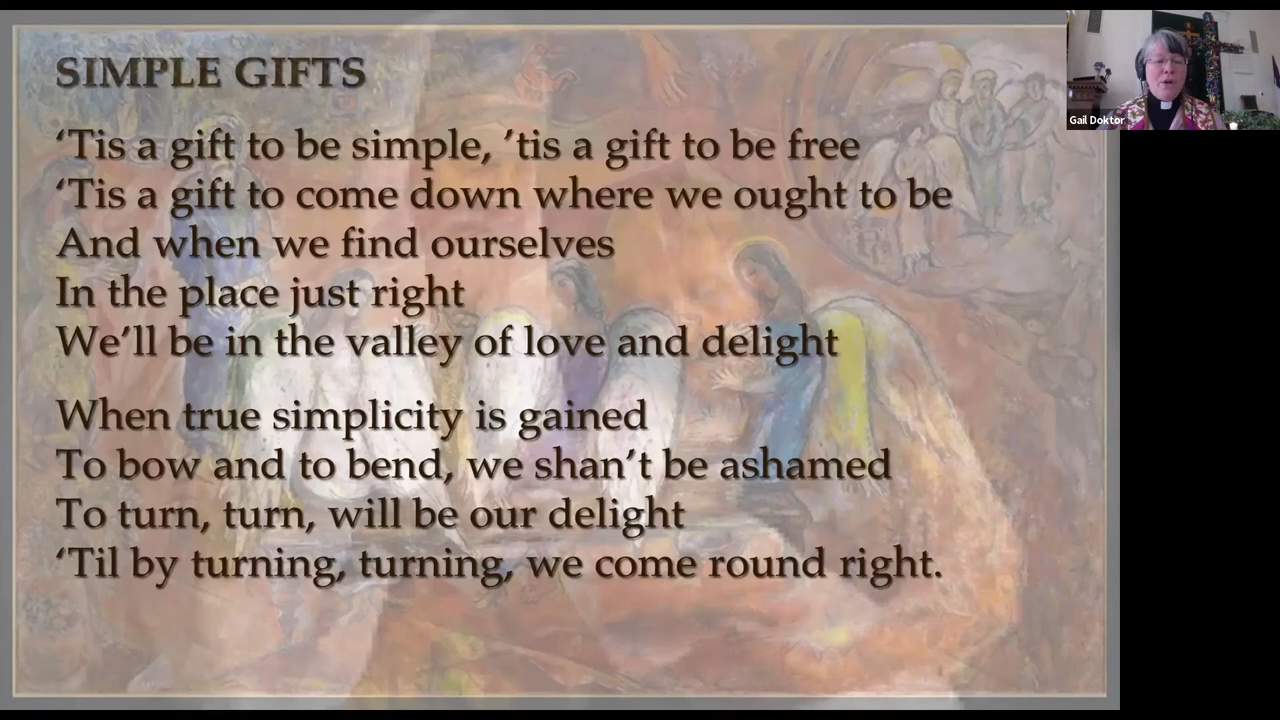 SIMPLE GIFTS
‘Tis a gift to be simple, ’tis a gift to be free
‘Tis a gift to come down where we ought to be
And when we find ourselves
In the place just right
We’ll be in the valley of love and delight
When true simplicity is gained
To bow and to bend, we shan’t be ashamed
To turn, turn, will be our delight
‘Til by turning, turning, we come round right.
Gail Doktor